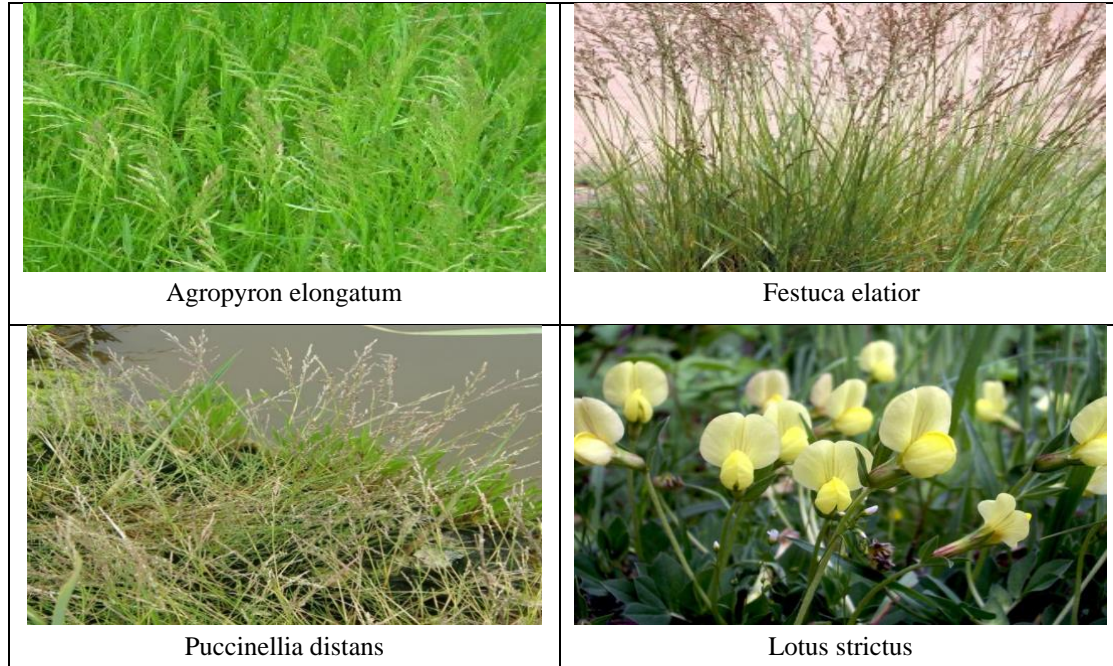 Agropyron elongatum
Festuca elatior
Puccinellia distans
Lotus strictus